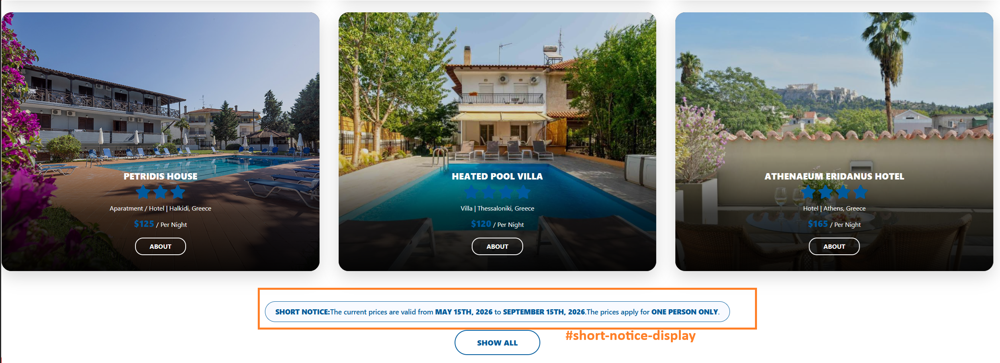 PETRIDIS HOUSE
Aparatment / Hotel | Halkidi, Greece
$125 / Per Night
ABOUT
HEATED POOL VILLA
Villa | Thessaloniki, Greece
$120 / Per Night
ABOUT
ATHENAEUM ERIDANUS HOTEL
Hotel | Athens, Greece
$165 / Per Night
ABOUT
SHORT NOTICE:The current prices are valid from MAY 15TH, 2026 to SEPTEMBER 15TH, 2026.The prices apply for ONE PERSON ONLY.
#short-notice-display
SHOW ALL